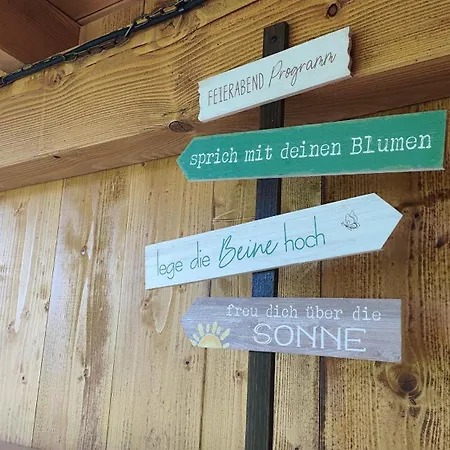 FEIERABEND Programm
sprich mit deinen Blumen
lege die Beine hoch
freu dich über die
SONNE